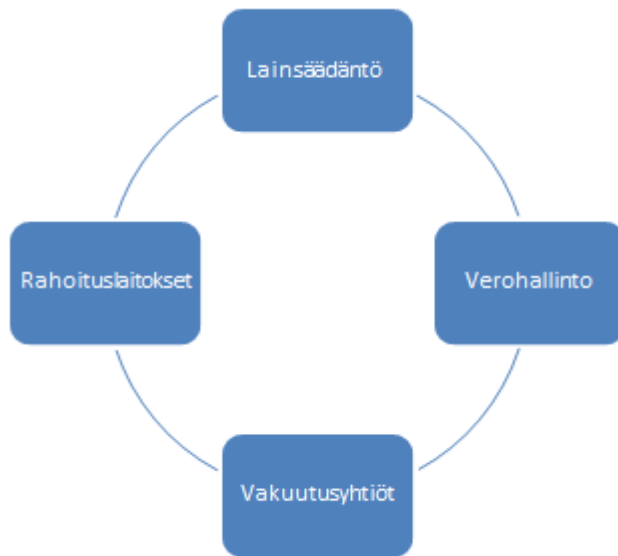 Lainsäädäntö
Rahoituslaitokset
Verohallinto
Vakuutusyhtiöt